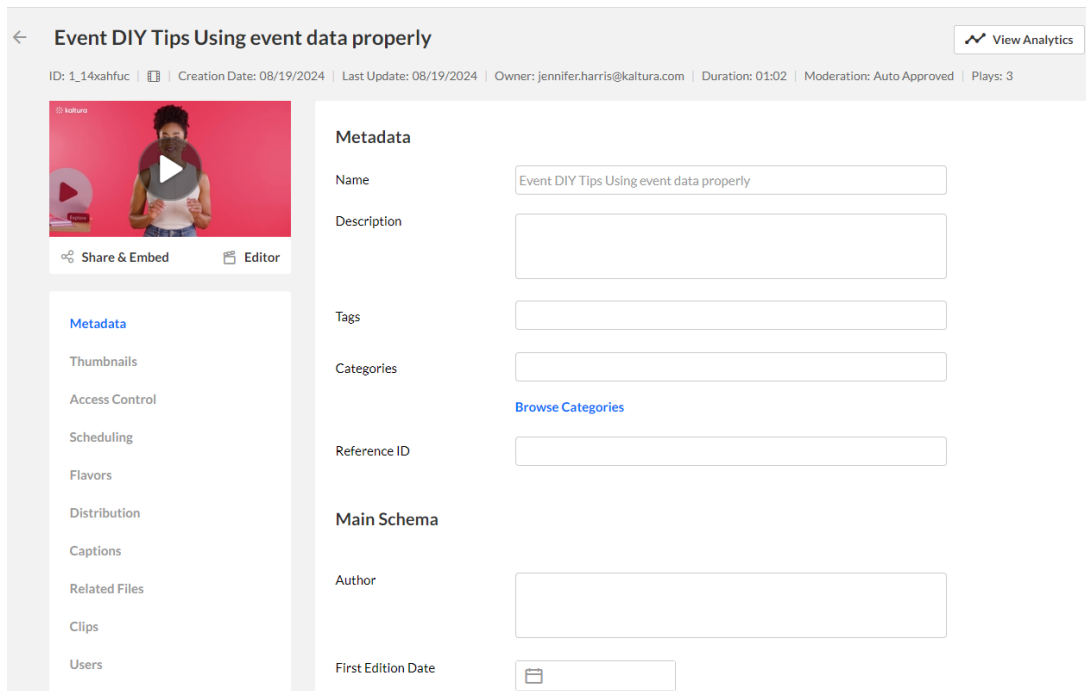 Event DIY Tips Using event data properly
View Analytics
ID: 1_14xahfuc | Creation Date: 08/19/2024 | Last Update: 08/19/2024 | Owner: jennifer.harris@kaltura.com | Duration: 01:02 | Moderation: Auto Approved | Plays: 3
kaltura
Explore
Share & Embed
Editor
Metadata
Thumbnails
Access Control
Scheduling
Flavors
Distribution
Captions
Related Files
Clips
Users
Metadata
Name
Event DIY Tips Using event data properly
Description
Tags
Categories
Browse Categories
Reference ID
Main Schema
Author
First Edition Date